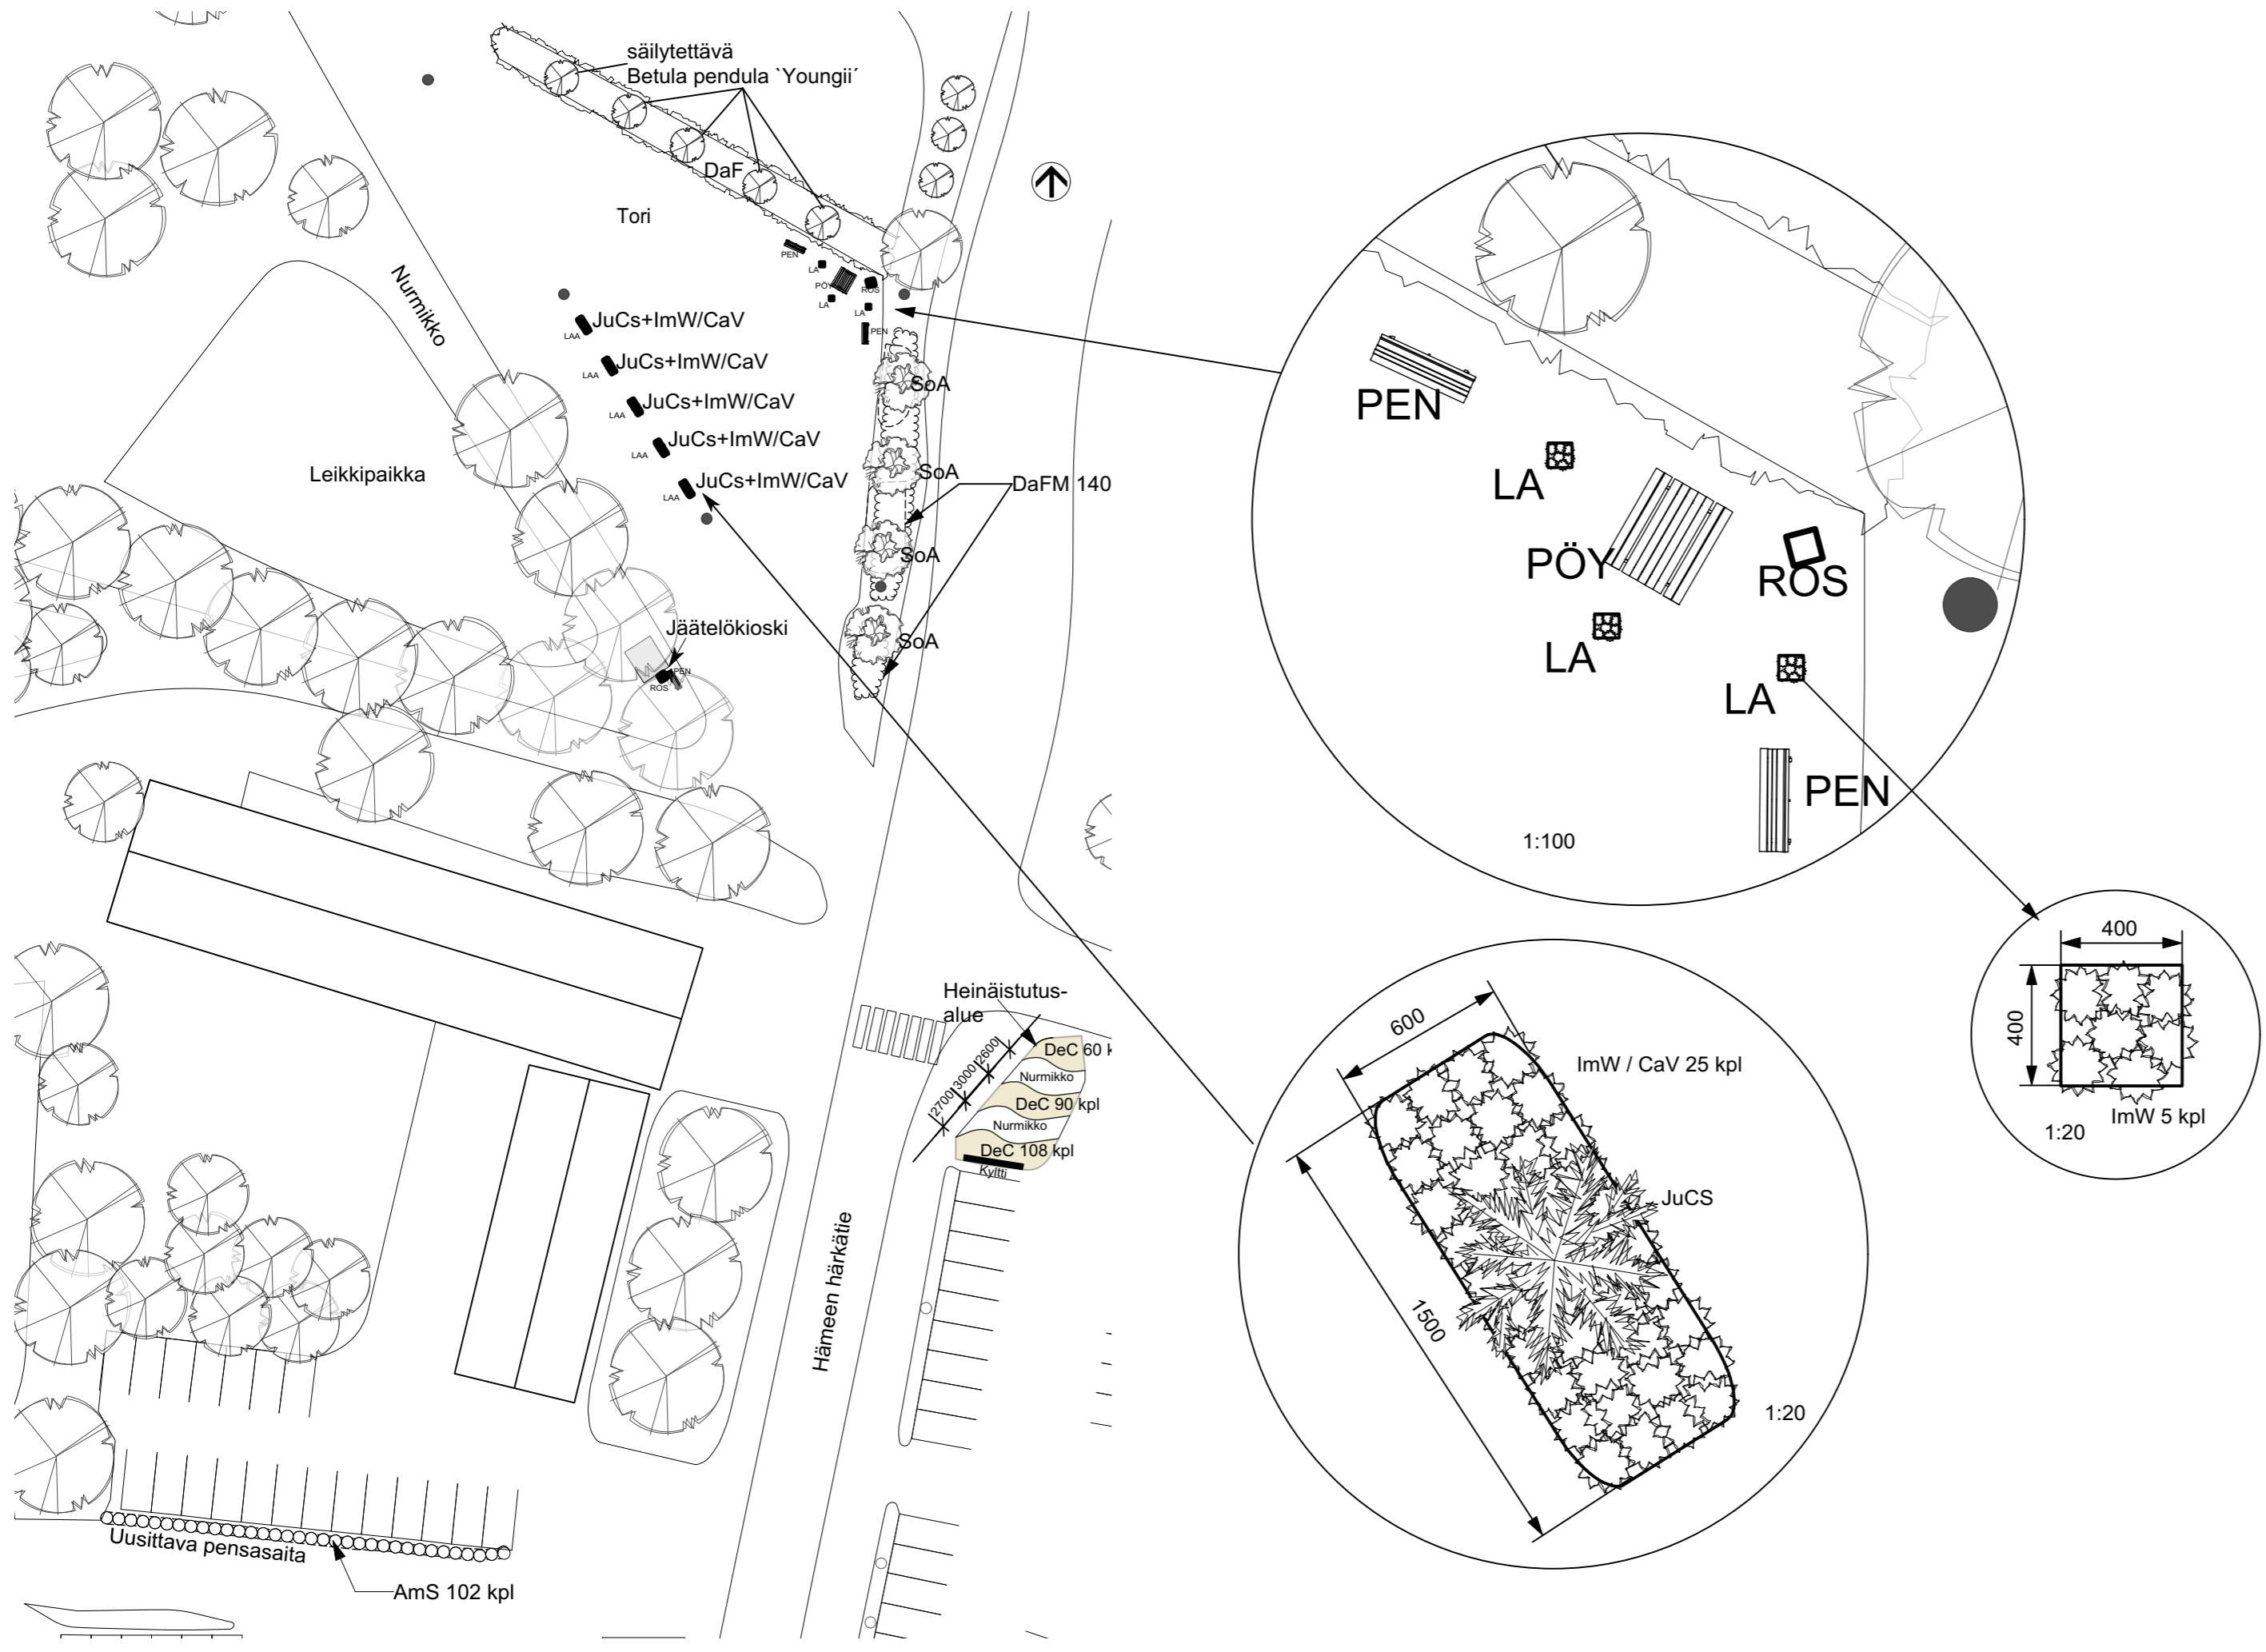 säilytettävä
Betula pendula `Youngii´
DaF
Tori
PEN
LA
PÖY
ROS
LA
LA
PEN
Nurmikko
JuCs+ImW/CaV
LAA
JuCs+ImW/CaV
LAA
JuCs+ImW/CaV
LAA
JuCs+ImW/CaV
LAA
JuCs+ImW/CaV
LAA
Leikkipaikka
SoA
SoA
DaFM 140
SoA
SoA
Jäätelökioski
PEN
ROS
Heinäistutus-
alue
2600
3000
2700
DeC 60 k
Nurmikko
DeC 90 kpl
Nurmikko
DeC 108 kpl
Kyltti
Hämeen härkätie
Uusittava pensasaita
AmS 102 kpl
PEN
LA
PÖY
ROS
LA
LA
PEN
1:100
400
400
ImW 5 kpl
1:20
600
ImW / CaV 25 kpl
JuCS
1500
1:20